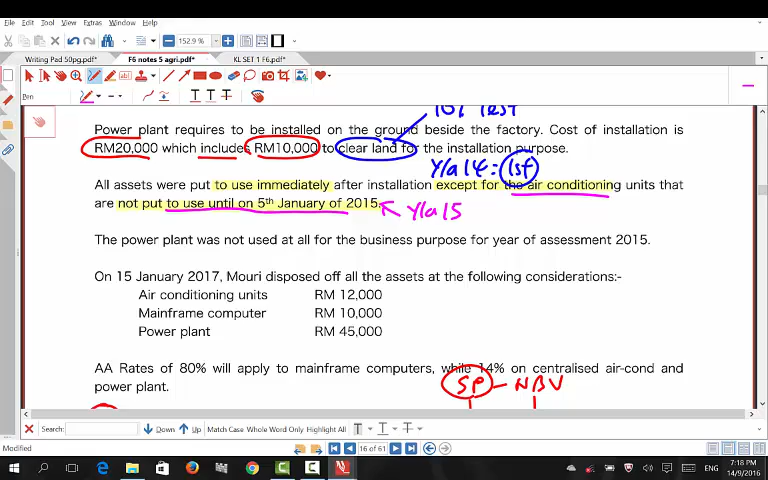 File Edit View Insert Comment Document Extras Window Help
152.9%
Writing Pad 50pg.pdf* F6 notes 5 agri.pdf* KL SET 1 F6.pdf*
Pen
10% Test
Power plant requires to be installed on the ground beside the factory. Cost of installation is
RM20,000 which includes RM10,000 to clear land for the installation purpose.
Y/a 14 = 1st
All assets were put to use immediately after installation except for the air conditioning units that
are not put to use until on 5th January of 2015. Y/a 15
The power plant was not used at all for the business purpose for year of assessment 2015.
On 15 January 2017, Mouri disposed off all the assets at the following considerations:-
Air conditioning units RM 12,000
Mainframe computer RM 10,000
Power plant RM 45,000
AA Rates of 80% will apply to mainframe computers, while 14% on centralised air-cond and
power plant.
SP - NBV
Search: Down Up Match Case Whole Word Only Highlight All T T T
Modified 16 of 61
ENG 7:18 PM
14/9/2016